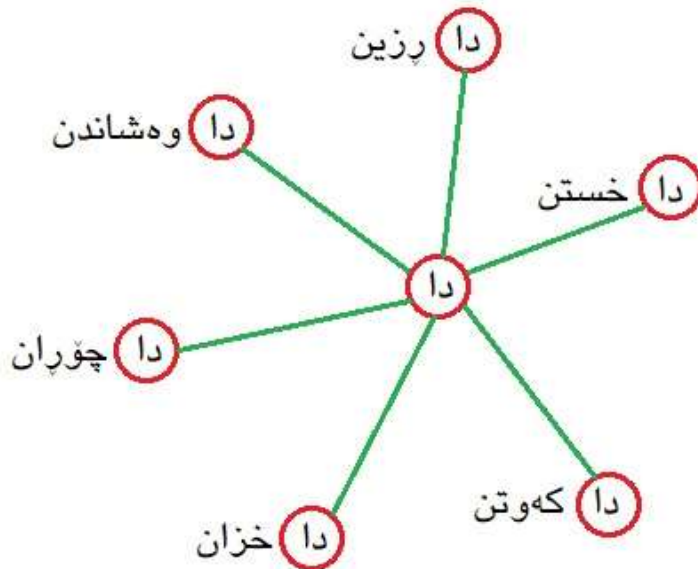 دا ڕزین
دا وەشاندن
دا خستن
دا
دا چۆڕان
دا کەوتن
دا خزان